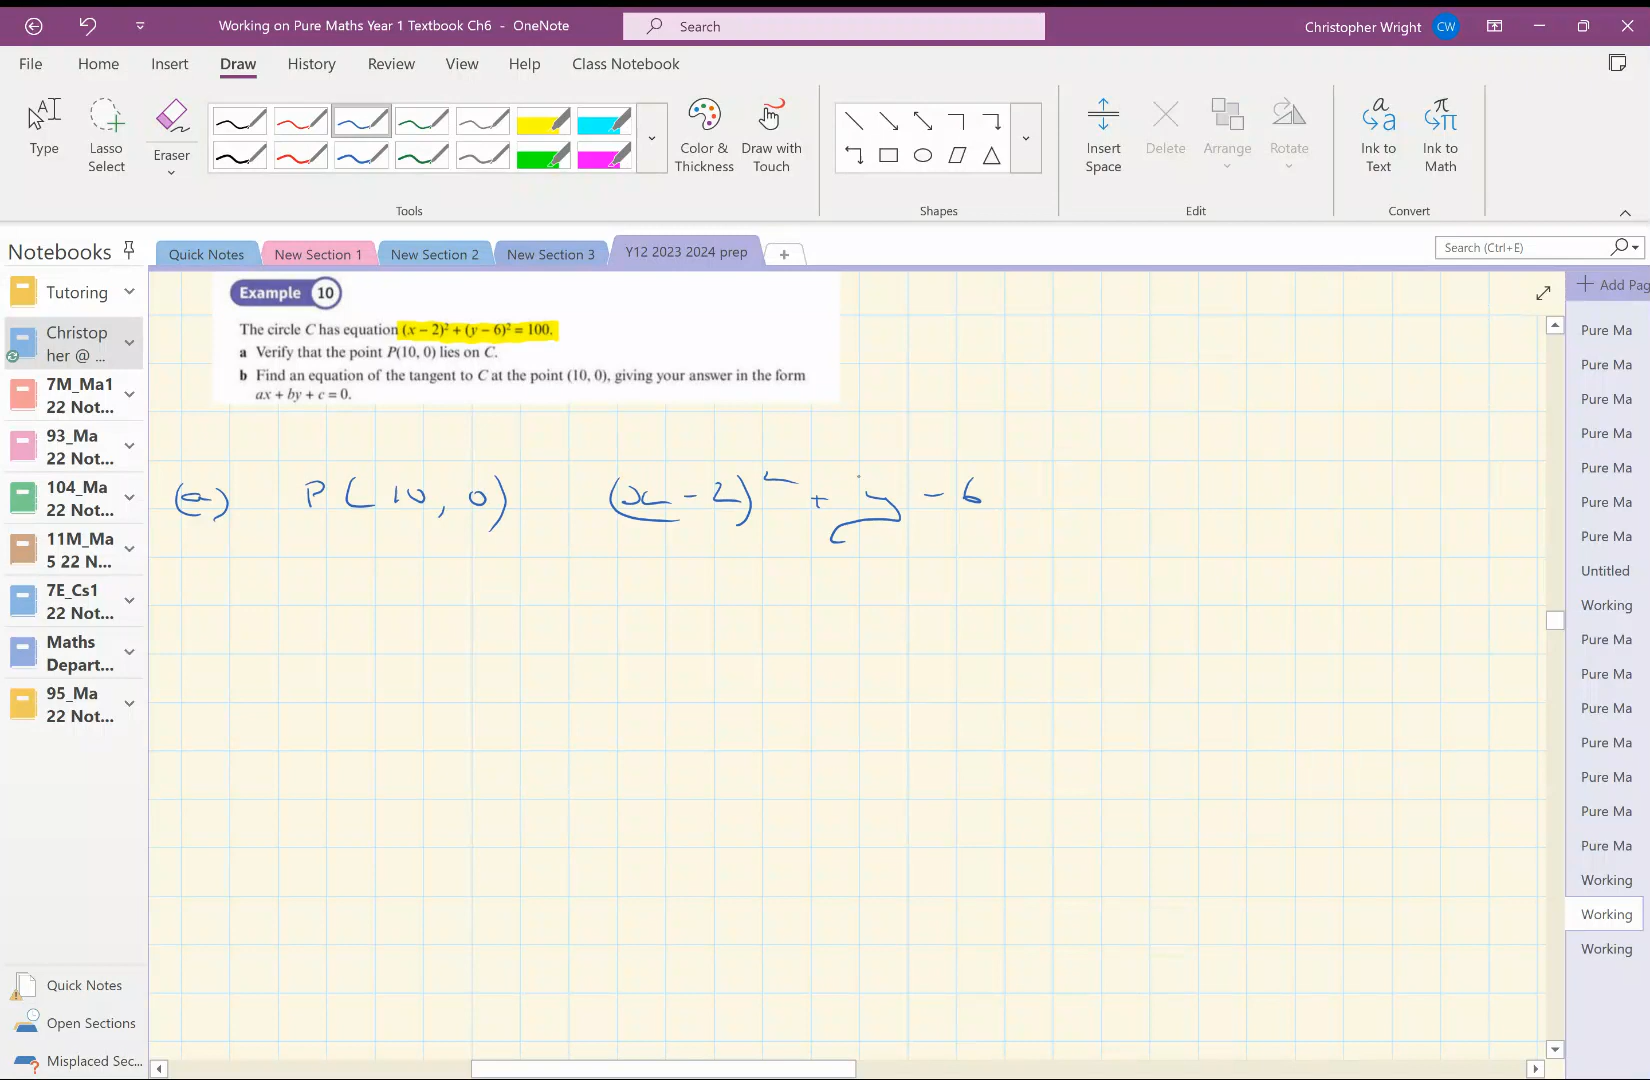 Working on Pure Maths Year 1 Textbook Ch6 - OneNote
Search
Christopher Wright CW
File Home Insert Draw History Review View Help Class Notebook
Type
Lasso Select
Eraser
Color & Thickness
Draw with Touch
Insert Space
Delete
Arrange
Rotate
Ink to Text
Ink to Math
Tools Shapes Edit Convert
Notebooks
Quick Notes New Section 1 New Section 2 New Section 3 Y12 2023 2024 prep +
Search (Ctrl+E)
Tutoring
Christop
her @ ...
7M_Ma1
22 Not...
93_Ma
22 Not...
104_Ma
22 Not...
11M_Ma
5 22 N...
7E_Cs1
22 Not...
Maths
Depart...
95_Ma
22 Not...
Quick Notes
Open Sections
Misplaced Sec...
Example 10
The circle C has equation (x − 2)² + (y − 6)² = 100.
a Verify that the point P(10, 0) lies on C.
b Find an equation of the tangent to C at the point (10, 0), giving your answer in the form
ax + by + c = 0.
(a) P(10, 0) (x - 2)² + (y - 6
Add Pag
Pure Ma
Pure Ma
Pure Ma
Pure Ma
Pure Ma
Pure Ma
Pure Ma
Untitled
Working
Pure Ma
Pure Ma
Pure Ma
Pure Ma
Pure Ma
Pure Ma
Pure Ma
Working
Working
Working